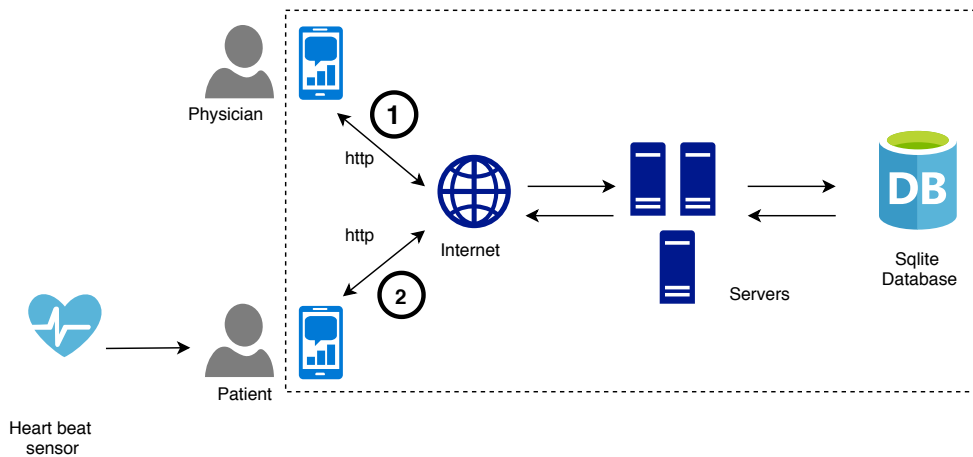 Physician
1
http
http
Internet
2
DB
Sqlite
Database
Servers
Patient
Heart beat
sensor